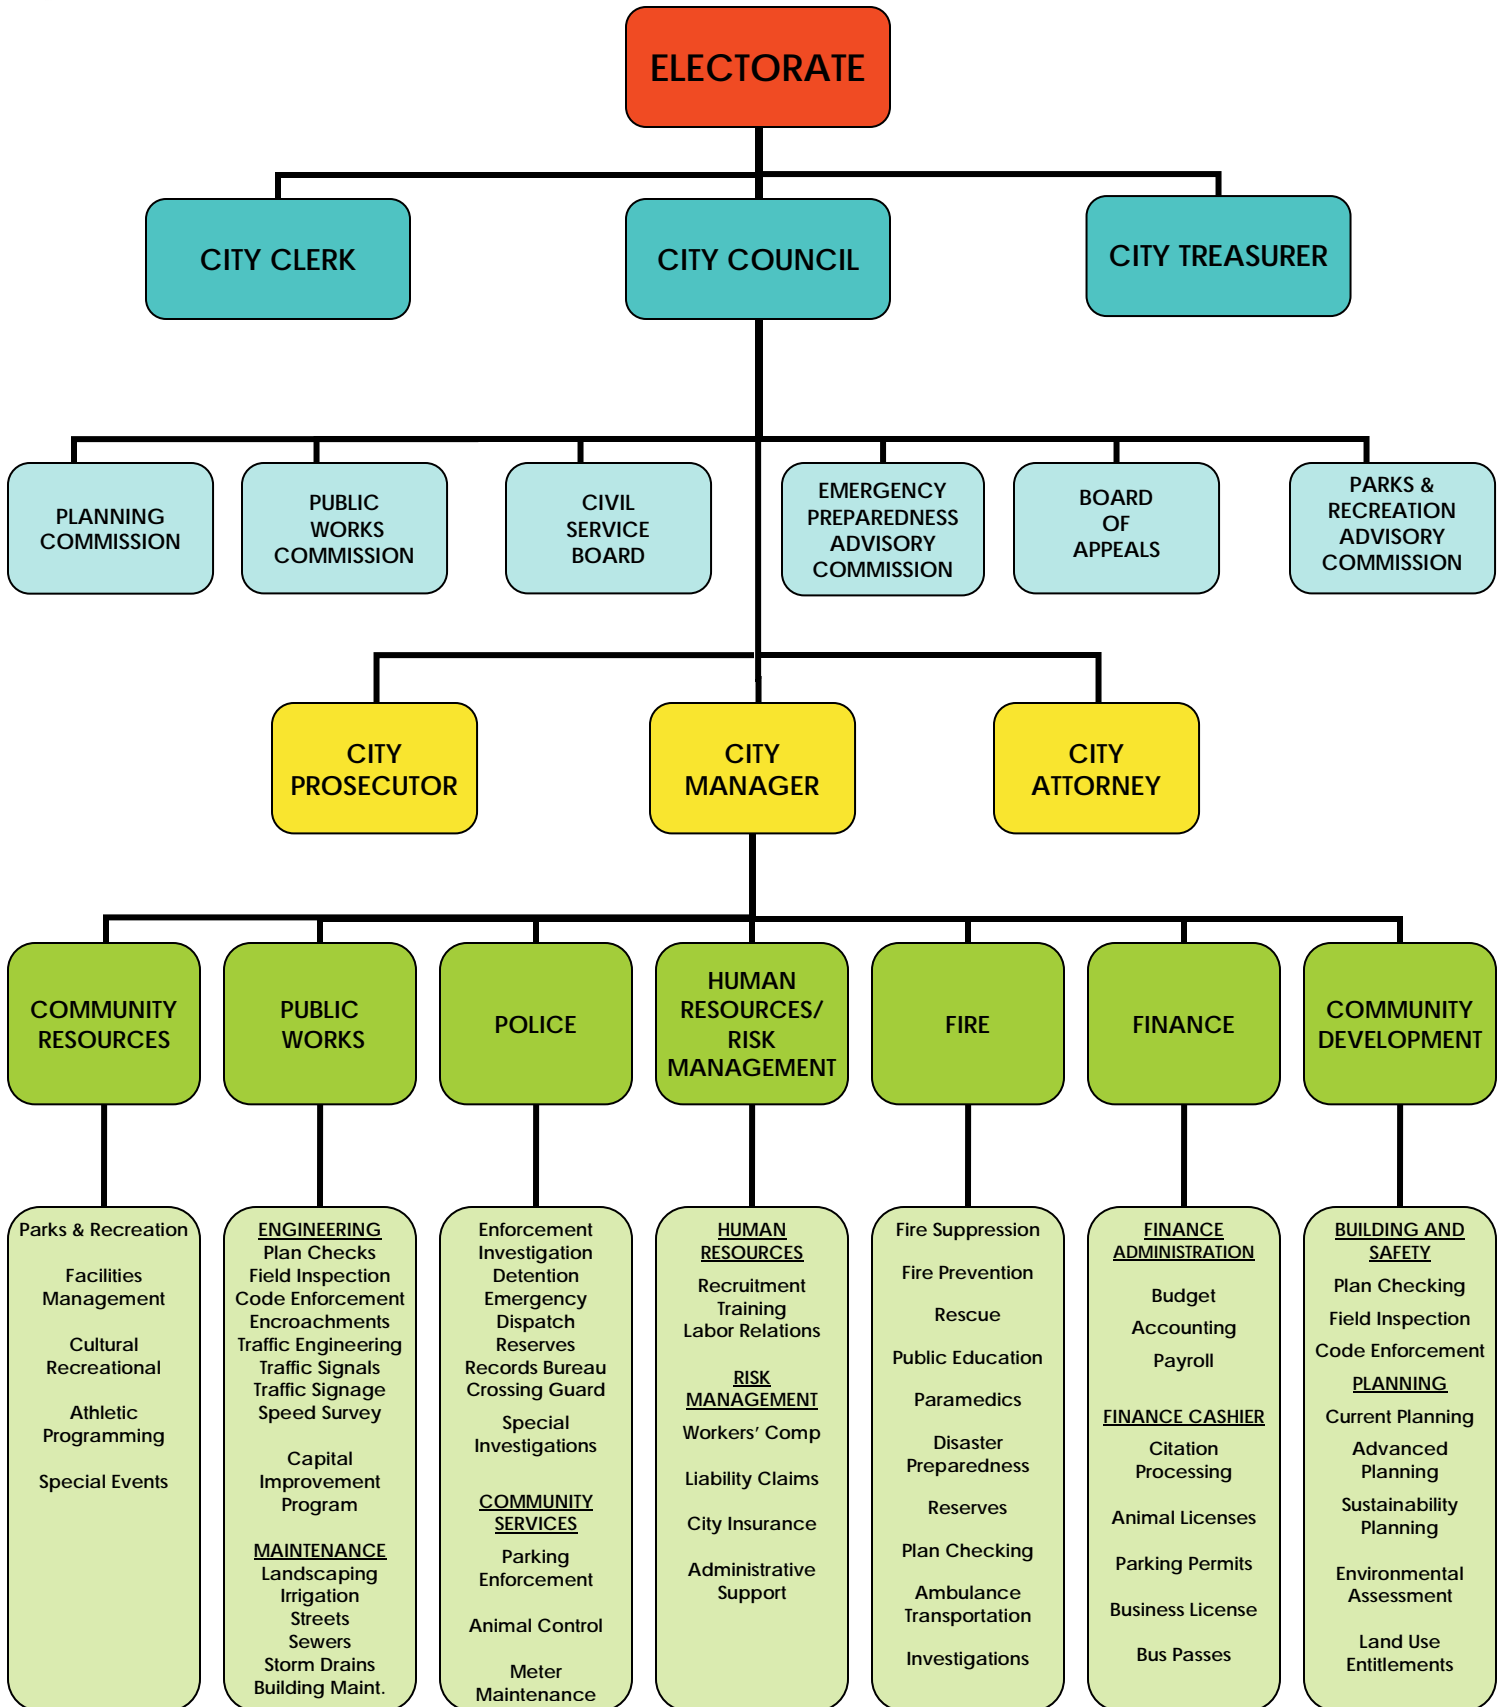 ELECTORATE
CITY CLERK
CITY COUNCIL
CITY TREASURER
PLANNING
COMMISSION
PUBLIC
WORKS
COMMISSION
CIVIL
SERVICE
BOARD
EMERGENCY
PREPAREDNESS
ADVISORY
COMMISSION
BOARD
OF
APPEALS
PARKS &
RECREATION
ADVISORY
COMMISSION
CITY
PROSECUTOR
CITY
MANAGER
CITY
ATTORNEY
COMMUNITY
RESOURCES
PUBLIC
WORKS
POLICE
HUMAN
RESOURCES/
RISK
MANAGEMENT
FIRE
FINANCE
COMMUNITY
DEVELOPMENT
Parks & Recreation
Facilities
Management
Cultural
Recreational
Athletic
Programming
Special Events
ENGINEERING
Plan Checks
Field Inspection
Code Enforcement
Encroachments
Traffic Engineering
Traffic Signals
Traffic Signage
Speed Survey
Capital
Improvement
Program
MAINTENANCE
Landscaping
Irrigation
Streets
Sewers
Storm Drains
Building Maint.
Enforcement
Investigation
Detention
Emergency
Dispatch
Reserves
Records Bureau
Crossing Guard
Special
Investigations
COMMUNITY
SERVICES
Parking
Enforcement
Animal Control
Meter
Maintenance
HUMAN
RESOURCES
Recruitment
Training
Labor Relations
RISK
MANAGEMENT
Workers’ Comp
Liability Claims
City Insurance
Administrative
Support
Fire Suppression
Fire Prevention
Rescue
Public Education
Paramedics
Disaster
Preparedness
Reserves
Plan Checking
Ambulance
Transportation
Investigations
FINANCE
ADMINISTRATION
Budget
Accounting
Payroll
FINANCE CASHIER
Citation
Processing
Animal Licenses
Parking Permits
Business License
Bus Passes
BUILDING AND
SAFETY
Plan Checking
Field Inspection
Code Enforcement
PLANNING
Current Planning
Advanced
Planning
Sustainability
Planning
Environmental
Assessment
Land Use
Entitlements